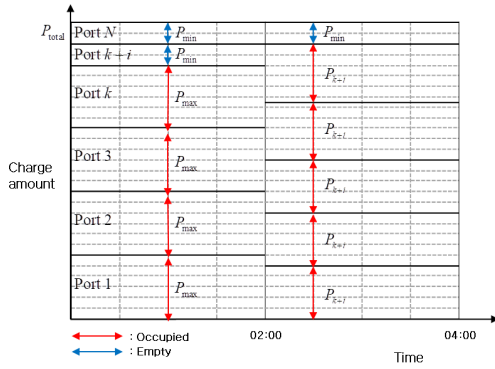 P_total
Port N
P_min
P_min
Port k+i
P_min
Port k
P_max
P_k+1
P_k+1
Port 3
P_max
P_k+1
Charge
amount
Port 2
P_max
P_k+1
Port 1
P_max
P_k+1
02:00
04:00
: Occupied
: Empty
Time